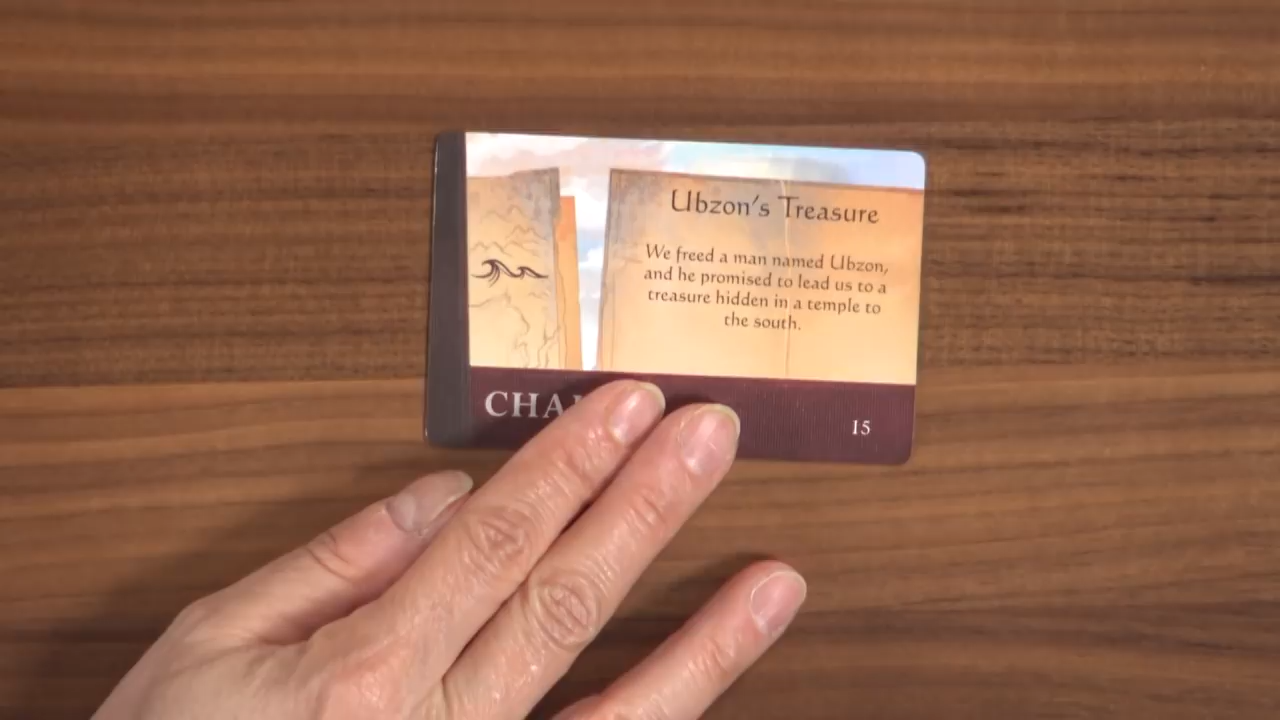 Ubzon's Treasure
We freed a man named Ubzon,
and he promised to lead us to a
treasure hidden in a temple to
the south.
15